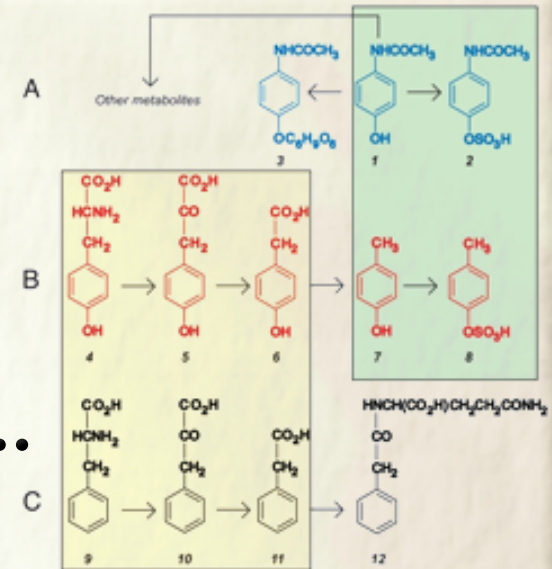 NHCOCH₃ NHCOCH₃ NHCOCH₃
A
Other metabolites
OC₆H₉O₆ OH OSO₃H
3 1 2
CO₂H CO₂H
HCNH₂ CO CO₂H
CH₂ CH₂ CH₂ CH₃ CH₃
B
OH OH OH OH OSO₃H
4 5 6 7 8
CO₂H CO₂H HNCH(CO₂H)CH₂CH₂CONH₂
HCNH₂ CO CO₂H CO
CH₂ CH₂ CH₂ CH₂
C
9 10 11 12